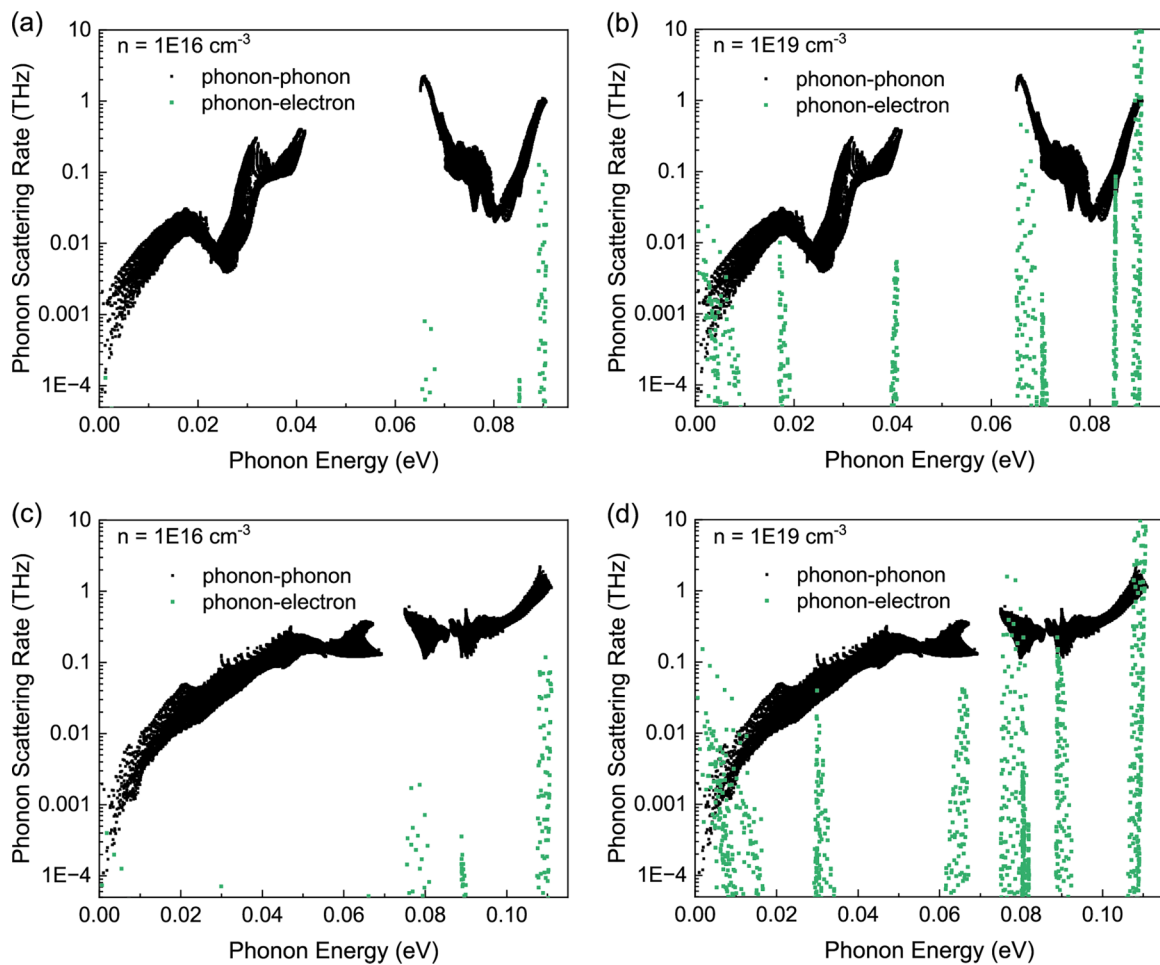 (a)
n = 1E16 cm⁻³
phonon-phonon
phonon-electron
10
1
0.1
0.01
0.001
1E−4
Phonon Scattering Rate (THz)
0.00 0.02 0.04 0.06 0.08
Phonon Energy (eV)
(b)
n = 1E19 cm⁻³
phonon-phonon
phonon-electron
10
1
0.1
0.01
0.001
1E−4
Phonon Scattering Rate (THz)
0.00 0.02 0.04 0.06 0.08
Phonon Energy (eV)
(c)
n = 1E16 cm⁻³
phonon-phonon
phonon-electron
10
1
0.1
0.01
0.001
1E−4
Phonon Scattering Rate (THz)
0.00 0.02 0.04 0.06 0.08 0.10
Phonon Energy (eV)
(d)
n = 1E19 cm⁻³
phonon-phonon
phonon-electron
10
1
0.1
0.01
0.001
1E−4
Phonon Scattering Rate (THz)
0.00 0.02 0.04 0.06 0.08 0.10
Phonon Energy (eV)